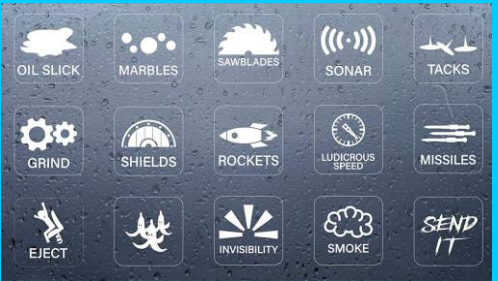 OIL SLICK
MARBLES
SAWBLADES
SONAR
TACKS
GRIND
SHIELDS
ROCKETS
LUDICROUS
SPEED
MISSILES
EJECT
INVISIBILITY
SMOKE
SEND
IT